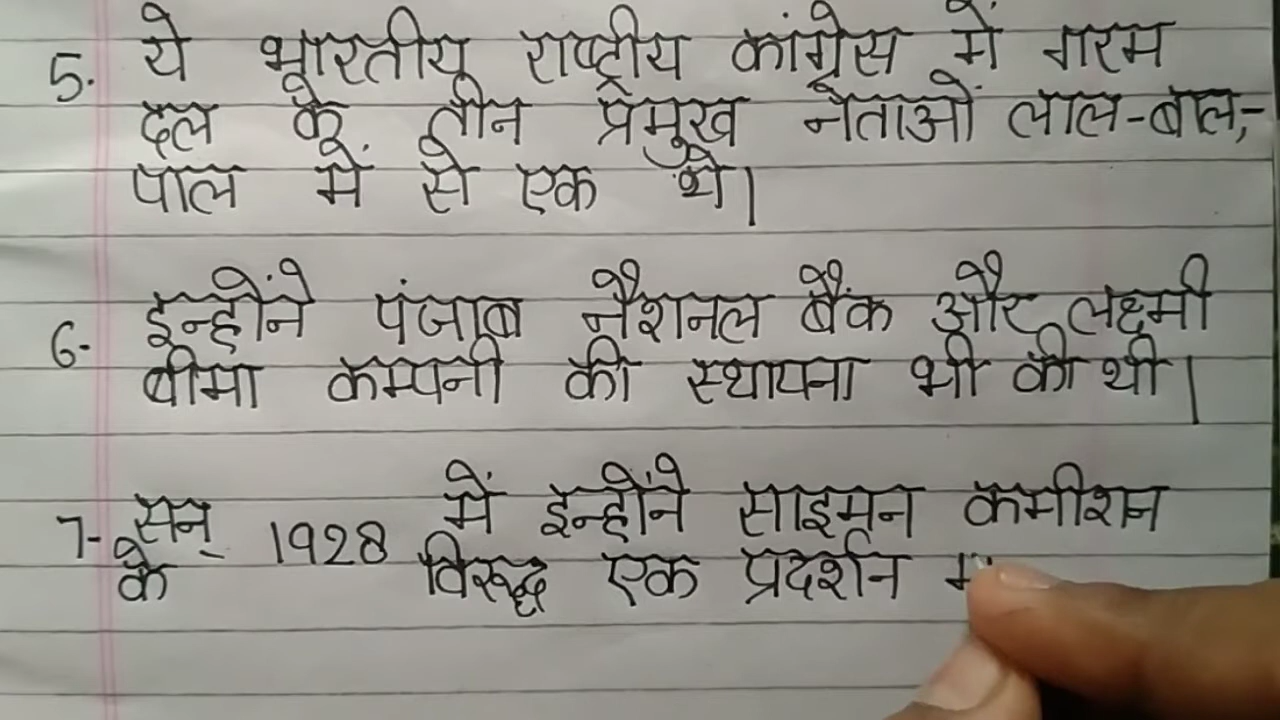 5. ये भारतीय राष्ट्रीय कांग्रेस में गरम
दल के तीन प्रमुख नेताओं लाल-बाल,-
पाल में से एक थे।
6. इन्होंने पंजाब नैशनल बैंक और लक्ष्मी
बीमा कम्पनी की स्थापना भी की थी।
7- सन् 1928 में इन्होंने साइमन कमीशन
के विरूद्ध एक प्रदर्शन